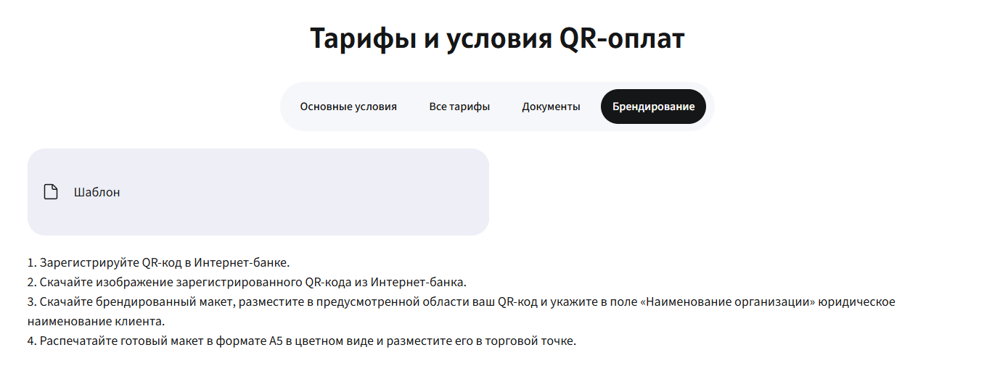 Тарифы и условия QR-оплат
Основные условия
Все тарифы
Документы
Брендирование
Шаблон
1. Зарегистрируйте QR-код в Интернет-банке.
2. Скачайте изображение зарегистрированного QR-кода из Интернет-банка.
3. Скачайте брендированный макет, разместите в предусмотренной области ваш QR-код и укажите в поле «Наименование организации» юридическое
наименование клиента.
4. Распечатайте готовый макет в формате А5 в цветном виде и разместите его в торговой точке.